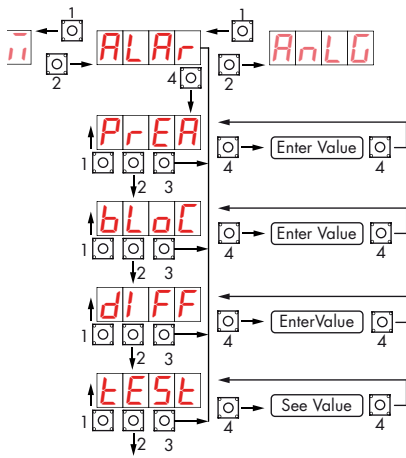 1 1
ALAr AnLG
2 4 2
PrEA
1 2 3 4 Enter Value 4
bLoC
1 2 3 4 Enter Value 4
dIFF
1 2 3 4 EnterValue 4
tESt
1 2 3 4 See Value 4